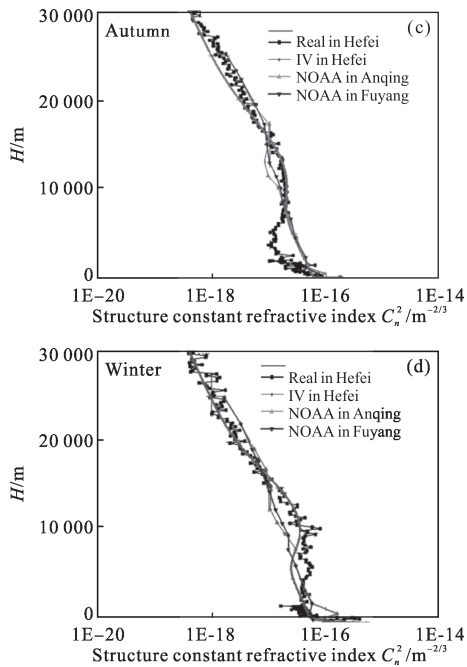 Autumn
(c)
Real in Hefei
IV in Hefei
NOAA in Anqing
NOAA in Fuyang
30 000
20 000
10 000
0
H/m
1E−20 1E−18 1E−16 1E−14
Structure constant refractive index C_n^2/m^{−2/3}
Winter
(d)
Real in Hefei
IV in Hefei
NOAA in Anqing
NOAA in Fuyang
30 000
20 000
10 000
0
H/m
1E−20 1E−18 1E−16 1E−14
Structure constant refractive index C_n^2/m^{−2/3}